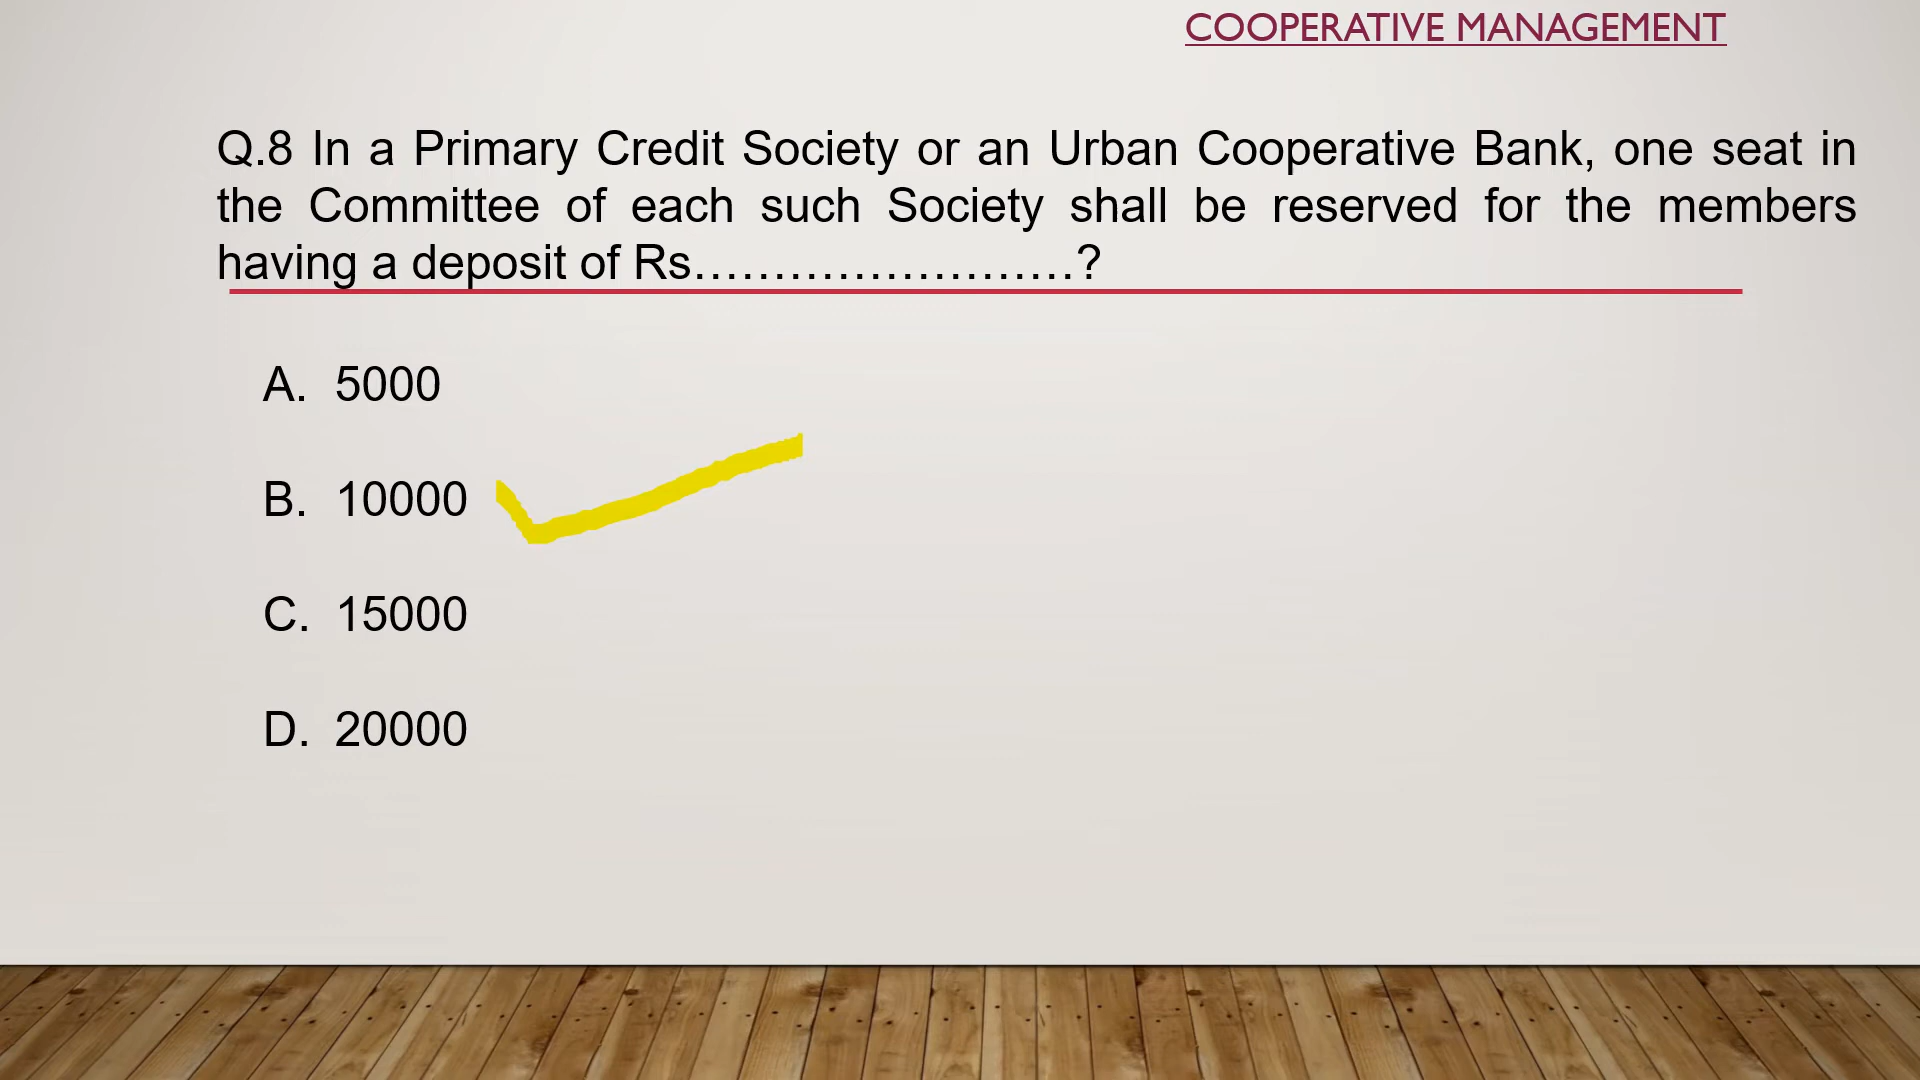 COOPERATIVE MANAGEMENT
Q.8 In a Primary Credit Society or an Urban Cooperative Bank, one seat in
the Committee of each such Society shall be reserved for the members
having a deposit of Rs……………………?
A. 5000
B. 10000
C. 15000
D. 20000